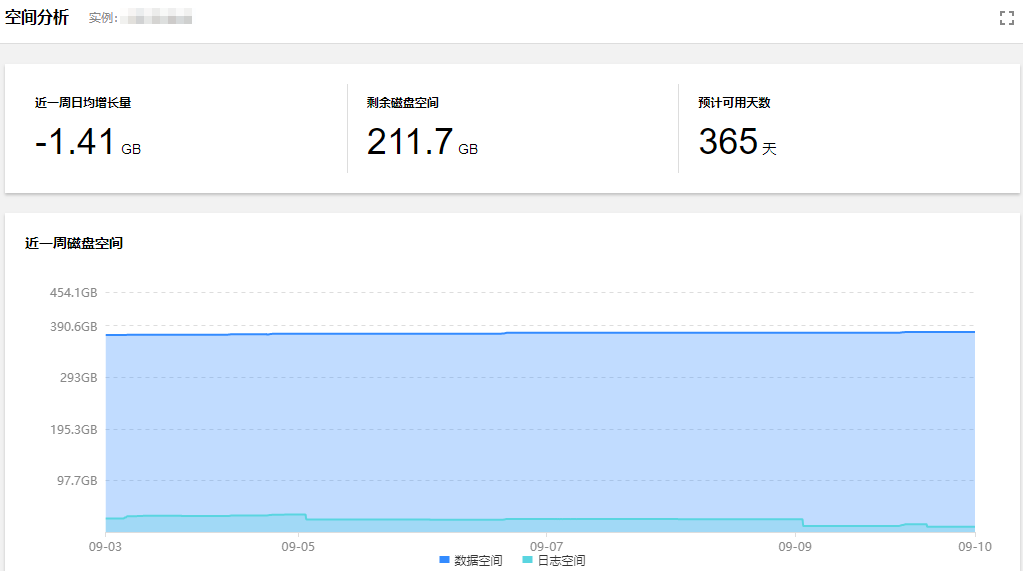 空间分析 实例:
近一周日均增长量 剩余磁盘空间 预计可用天数
-1.41 GB 211.7 GB 365 天
近一周磁盘空间
454.1GB
390.6GB
293GB
195.3GB
97.7GB
09-03 09-05 09-07 09-09 09-10
数据空间 日志空间